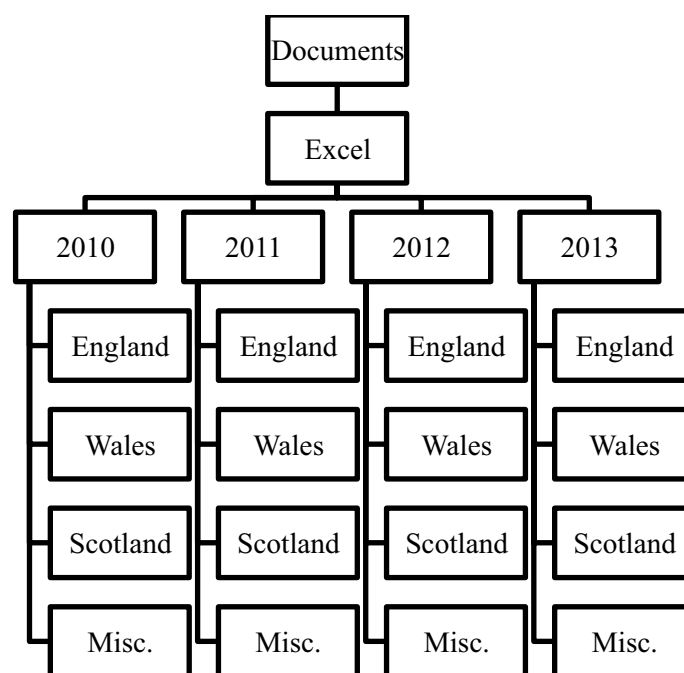 Documents
Excel
2010 2011 2012 2013
England England England England
Wales Wales Wales Wales
Scotland Scotland Scotland Scotland
Misc. Misc. Misc. Misc.